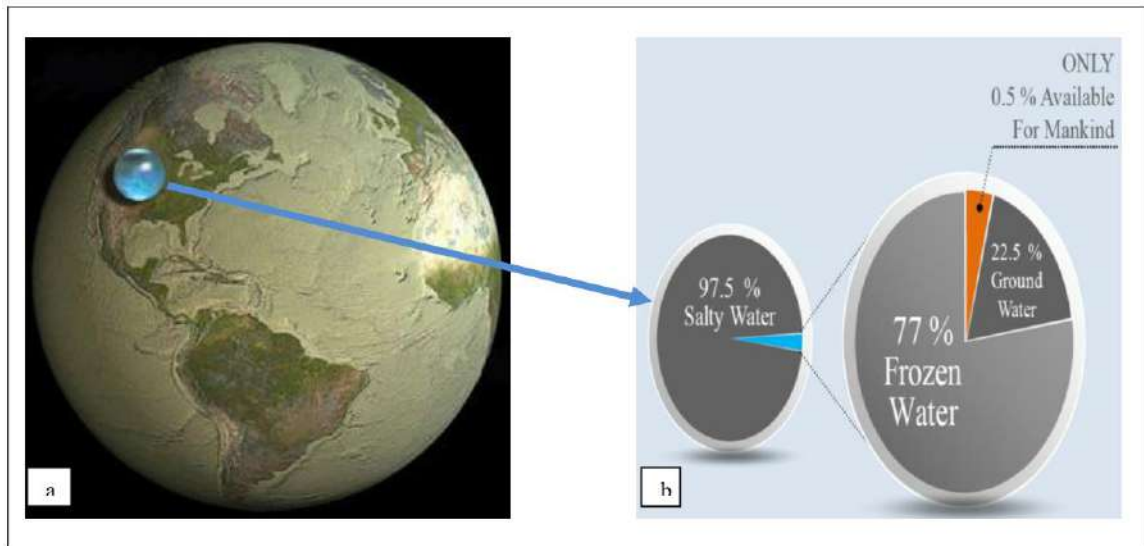 ONLY
0.5 % Available
For Mankind
97.5 %
Salty Water
22.5 %
Ground
Water
77 %
Frozen
Water
a
b